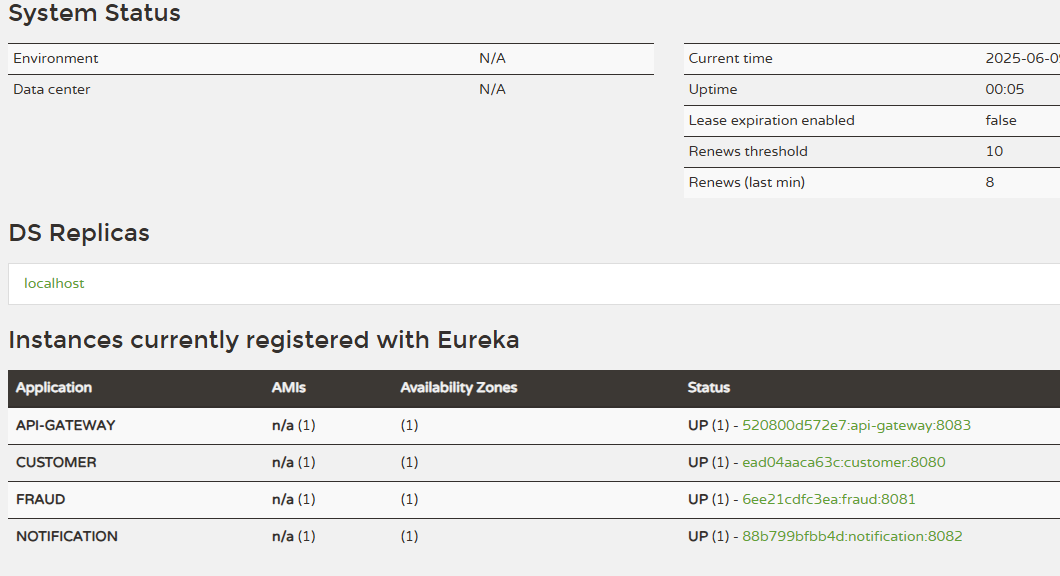 System Status
Environment N/A
Data center N/A
Current time 2025-06-09
Uptime 00:05
Lease expiration enabled false
Renews threshold 10
Renews (last min) 8
DS Replicas
localhost
Instances currently registered with Eureka
Application AMIs Availability Zones Status
API-GATEWAY n/a (1) (1) UP (1) - 520800d572e7:api-gateway:8083
CUSTOMER n/a (1) (1) UP (1) - ead04aaca63c:customer:8080
FRAUD n/a (1) (1) UP (1) - 6ee21cdfc3ea:fraud:8081
NOTIFICATION n/a (1) (1) UP (1) - 88b799bfbb4d:notification:8082